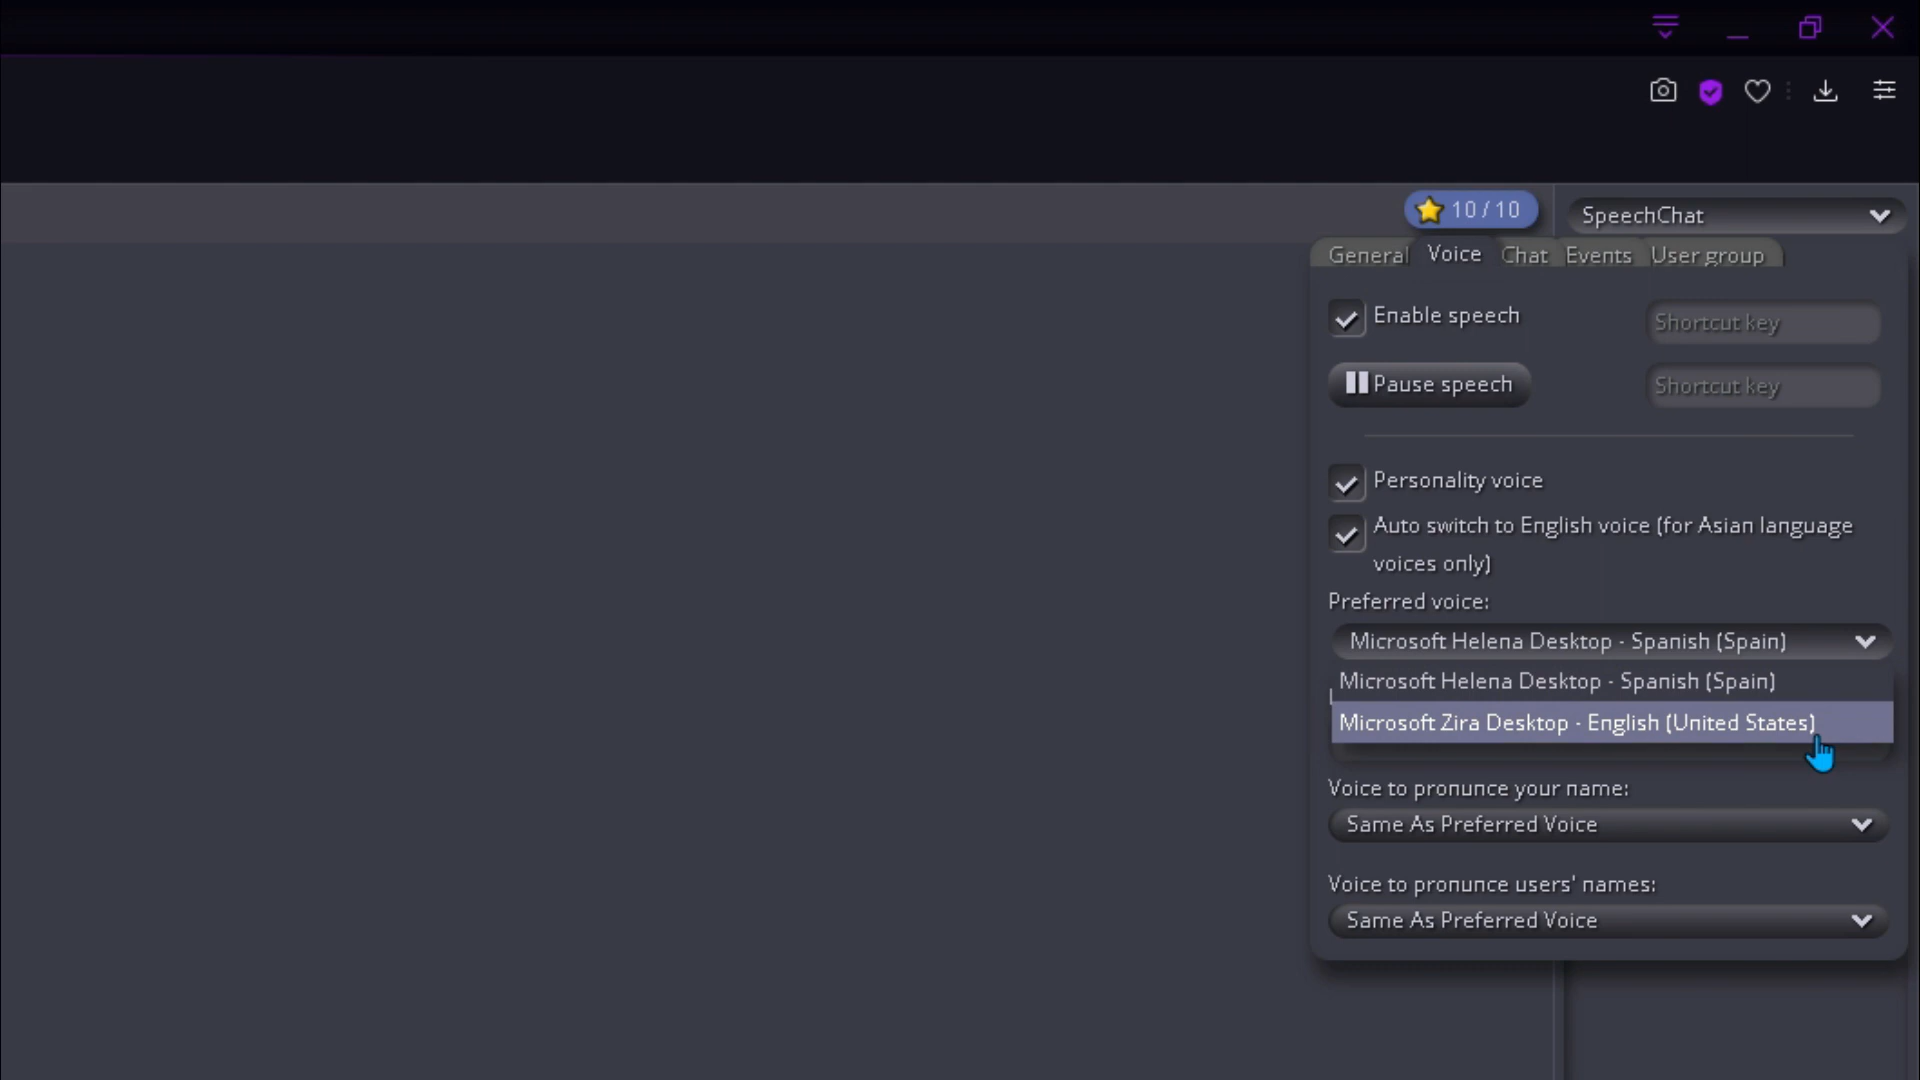 10 / 10
SpeechChat
General Voice Chat Events User group
Enable speech
Shortcut key
Pause speech
Shortcut key
Personality voice
Auto switch to English voice (for Asian language
voices only)
Preferred voice:
Microsoft Helena Desktop - Spanish (Spain)
Microsoft Helena Desktop - Spanish (Spain)
Microsoft Zira Desktop - English (United States)
Voice to pronunce your name:
Same As Preferred Voice
Voice to pronunce users' names:
Same As Preferred Voice